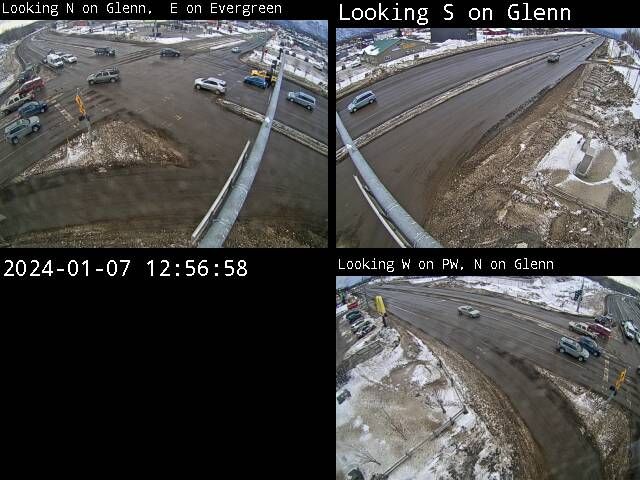 Looking N on Glenn,  E on Evergreen
Looking S on Glenn
2024-01-07 12:56:58
Looking W on PW, N on Glenn